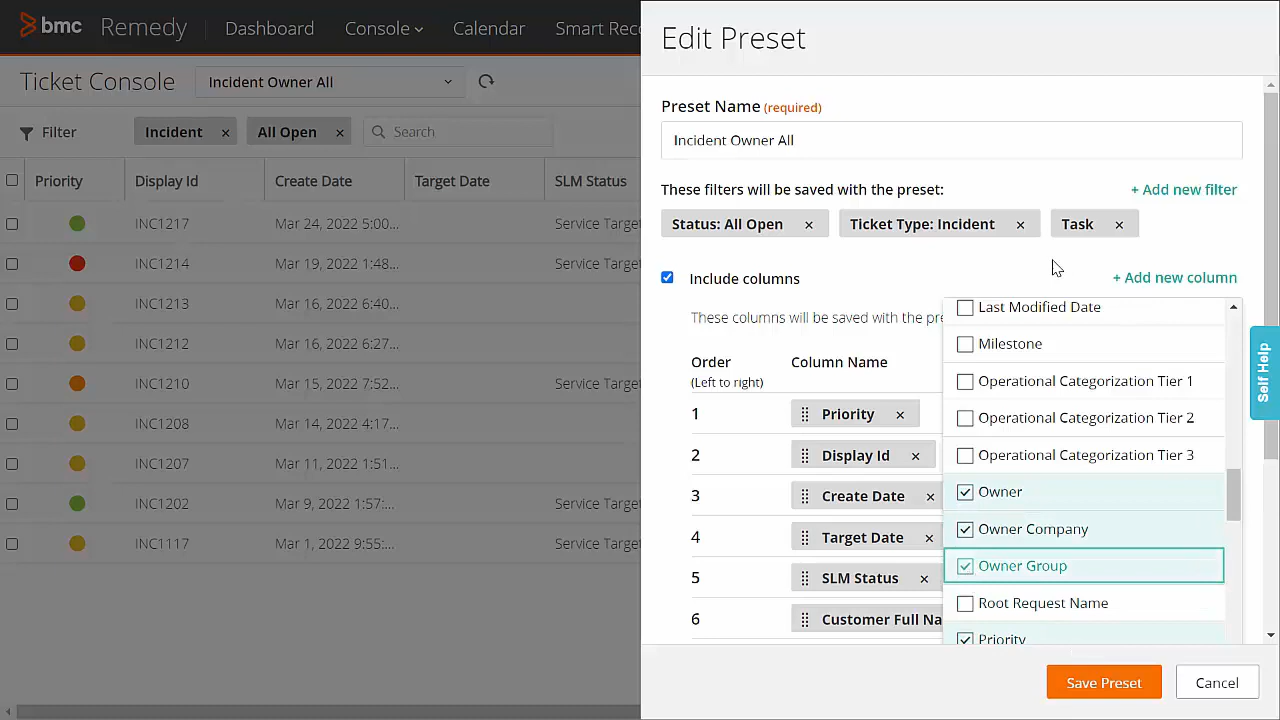 bmc Remedy Dashboard Console Calendar Smart Rec
Ticket Console Incident Owner All
Filter Incident × All Open × Search
Priority Display Id Create Date Target Date SLM Status
INC1217 Mar 24, 2022 5:00... Service Target
INC1214 Mar 19, 2022 1:48... Service Target
INC1213 Mar 16, 2022 6:40... Service Target
INC1212 Mar 16, 2022 6:27... Service Target
INC1210 Mar 15, 2022 7:52... Service Target
INC1208 Mar 14, 2022 4:17...
INC1207 Mar 11, 2022 1:51...
INC1202 Mar 9, 2022 1:57:... Service Target
INC1117 Mar 1, 2022 9:55:... Service Target
Edit Preset
Preset Name (required)
Incident Owner All
These filters will be saved with the preset: + Add new filter
Status: All Open × Ticket Type: Incident × Task ×
Include columns + Add new column
These columns will be saved with the pre
Order Column Name
(Left to right)
1 Priority ×
2 Display Id ×
3 Create Date ×
4 Target Date ×
5 SLM Status ×
6 Customer Full Na
Last Modified Date
Milestone
Operational Categorization Tier 1
Operational Categorization Tier 2
Operational Categorization Tier 3
Owner
Owner Company
Owner Group
Root Request Name
Priority
Self Help
Save Preset Cancel